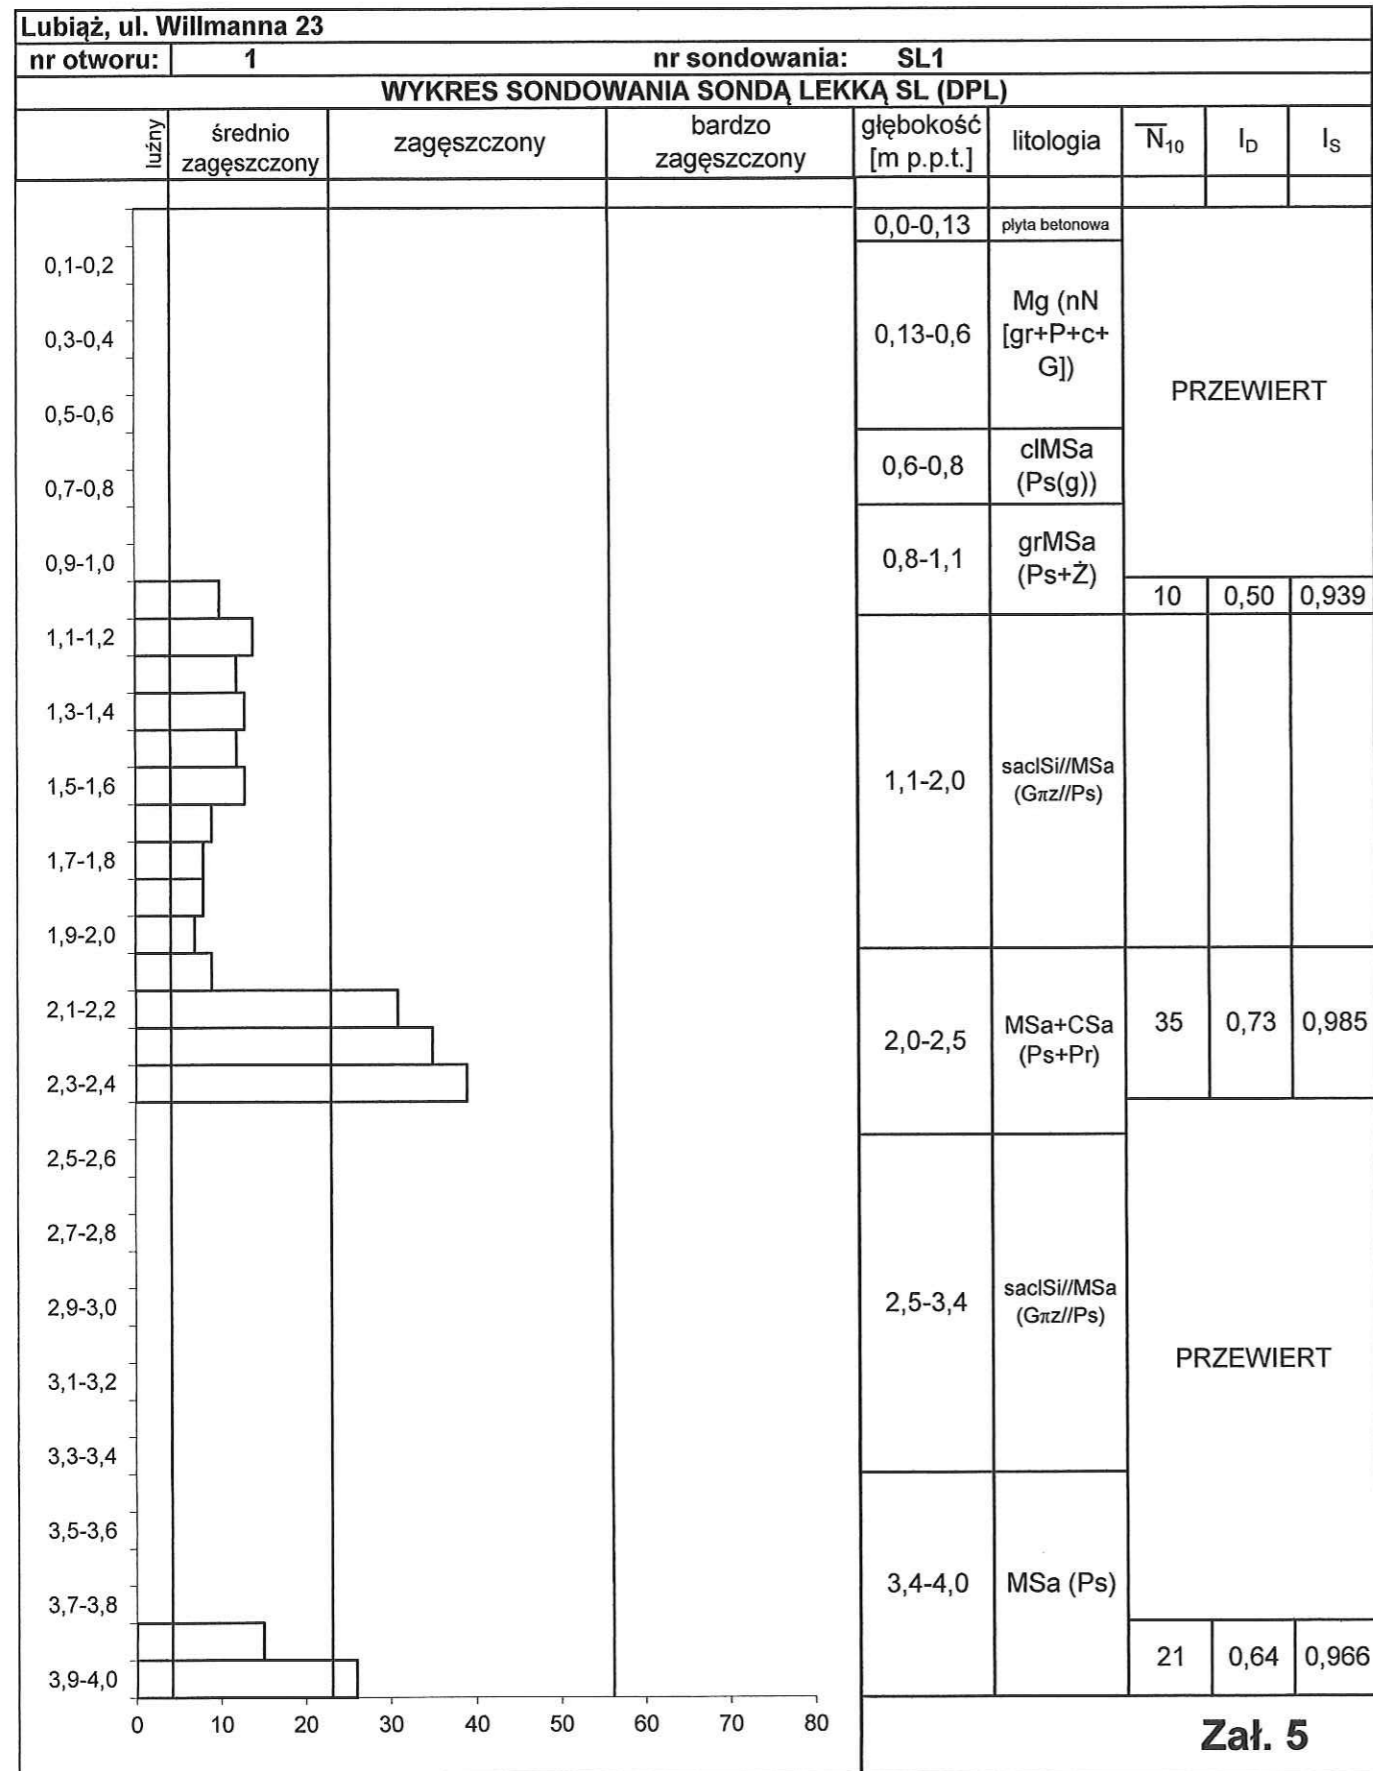 Lubiąż, ul. Willmanna 23
nr otworu: 1 nr sondowania: SL1
WYKRES SONDOWANIA SONDĄ LEKKĄ SL (DPL)
luźny
średnio
zagęszczony
zagęszczony
bardzo
zagęszczony
głębokość
[m p.p.t.]
litologia
N10
ID
IS
0,1-0,2
0,3-0,4
0,5-0,6
0,7-0,8
0,9-1,0
1,1-1,2
1,3-1,4
1,5-1,6
1,7-1,8
1,9-2,0
2,1-2,2
2,3-2,4
2,5-2,6
2,7-2,8
2,9-3,0
3,1-3,2
3,3-3,4
3,5-3,6
3,7-3,8
3,9-4,0
0 10 20 30 40 50 60 70 80
0,0-0,13 płyta betonowa
0,13-0,6
Mg (nN
[gr+P+c+
G])
PRZEWIERT
0,6-0,8
clMSa
(Ps(g))
0,8-1,1
grMSa
(Ps+Ż)
10 0,50 0,939
1,1-2,0
saclSi//MSa
(Gπz//Ps)
2,0-2,5
MSa+CSa
(Ps+Pr)
35 0,73 0,985
2,5-3,4
saclSi//MSa
(Gπz//Ps)
PRZEWIERT
3,4-4,0 MSa (Ps)
21 0,64 0,966
Zał. 5